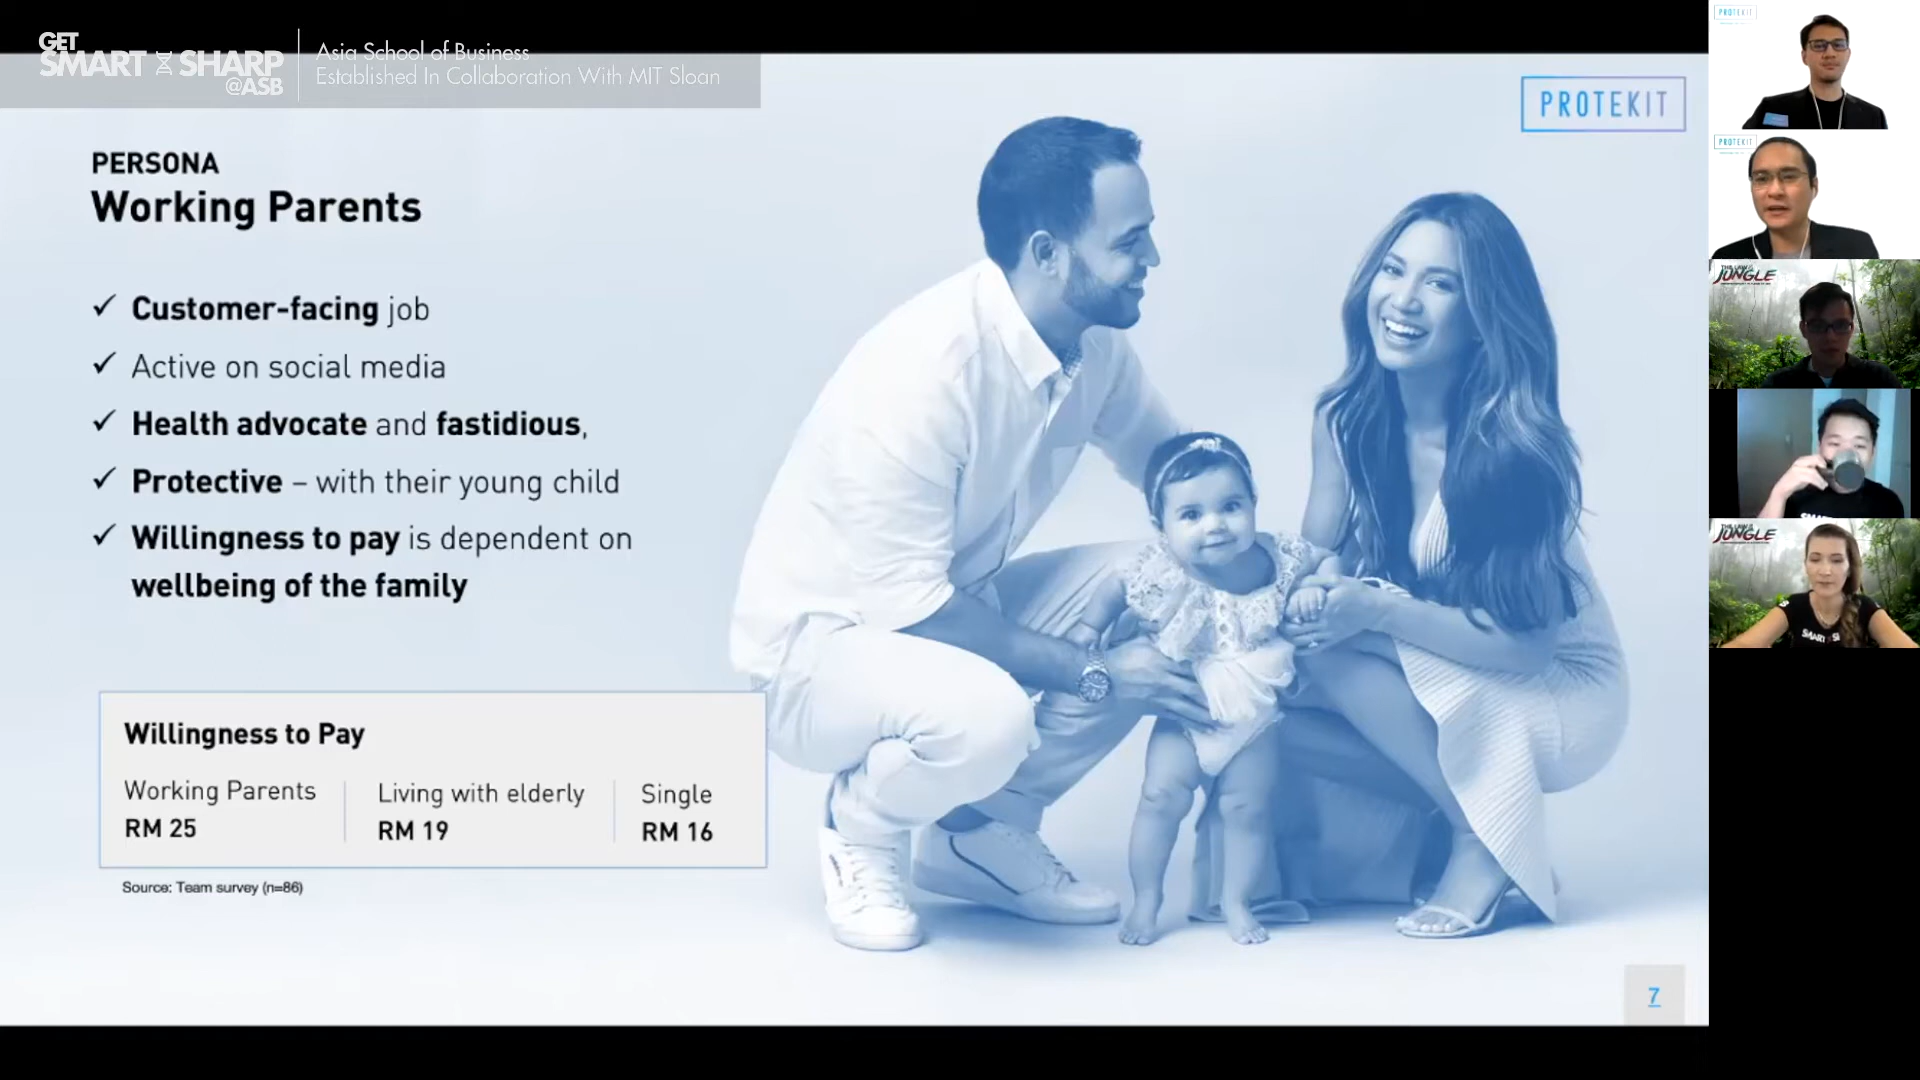 GET
SMART SHARP
@ASB
Asia School of Business
Established In Collaboration With MIT Sloan
PROTEKIT
PERSONA
Working Parents
✓ Customer-facing job
✓ Active on social media
✓ Health advocate and fastidious,
✓ Protective – with their young child
✓ Willingness to pay is dependent on
wellbeing of the family
Willingness to Pay
Working Parents
RM 25
Living with elderly
RM 19
Single
RM 16
Source: Team survey (n=86)
7
PROTEKIT
PROTEKIT
JUNGLE
JUNGLE